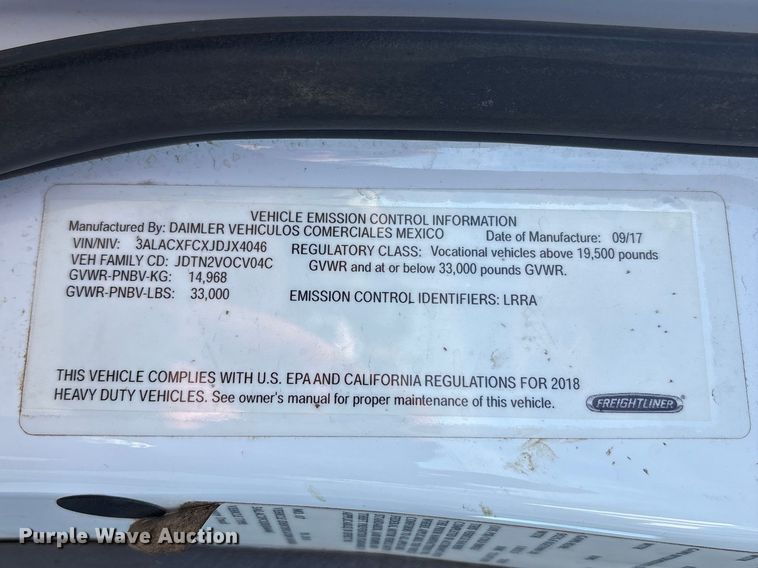 VEHICLE EMISSION CONTROL INFORMATION
Manufactured By: DAIMLER VEHICULOS COMERCIALES MEXICO Date of Manufacture: 09/17
VIN/NIV: 3ALACXFCXJDJX4046 REGULATORY CLASS: Vocational vehicles above 19,500 pounds
VEH FAMILY CD: JDTN2VOCV04C GVWR and at or below 33,000 pounds GVWR.
GVWR-PNBV-KG: 14,968
GVWR-PNBV-LBS: 33,000 EMISSION CONTROL IDENTIFIERS: LRRA
THIS VEHICLE COMPLIES WITH U.S. EPA AND CALIFORNIA REGULATIONS FOR 2018
HEAVY DUTY VEHICLES. See owner's manual for proper maintenance of this vehicle.
FREIGHTLINER
Purple Wave Auction